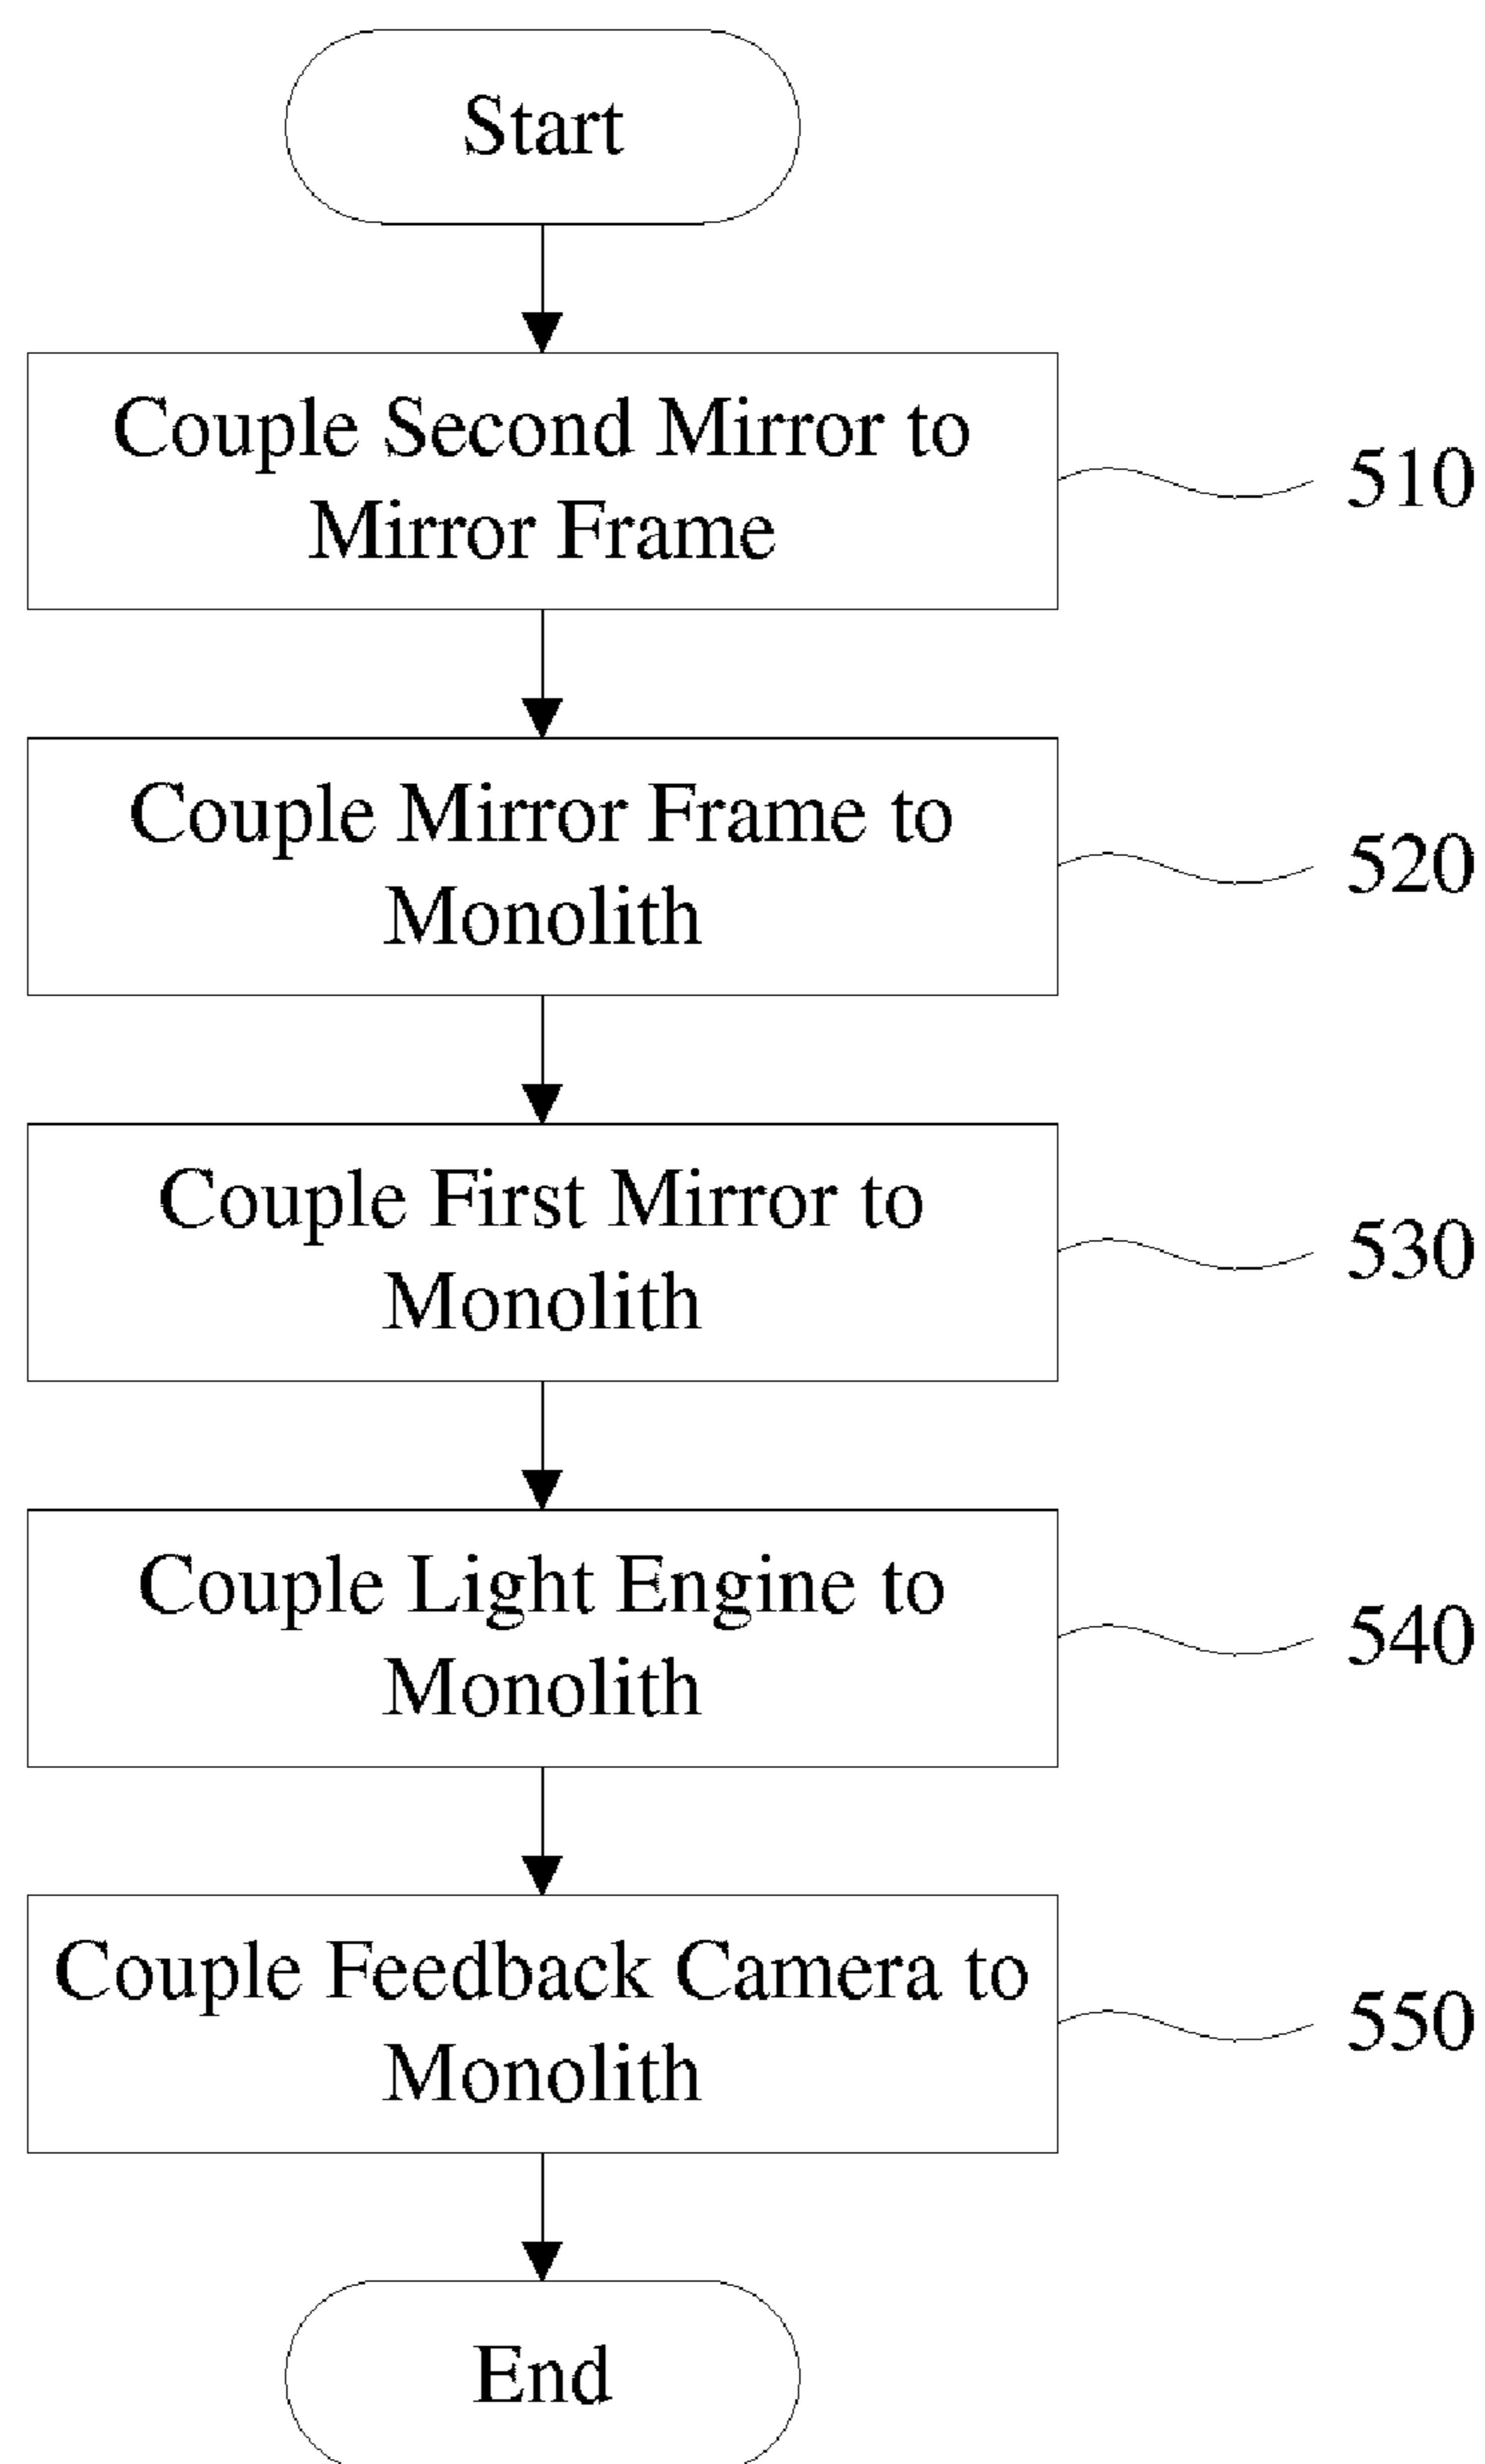 Start
Couple Second Mirror to
Mirror Frame
510
Couple Mirror Frame to
Monolith
520
Couple First Mirror to
Monolith
530
Couple Light Engine to
Monolith
540
Couple Feedback Camera to
Monolith
550
End